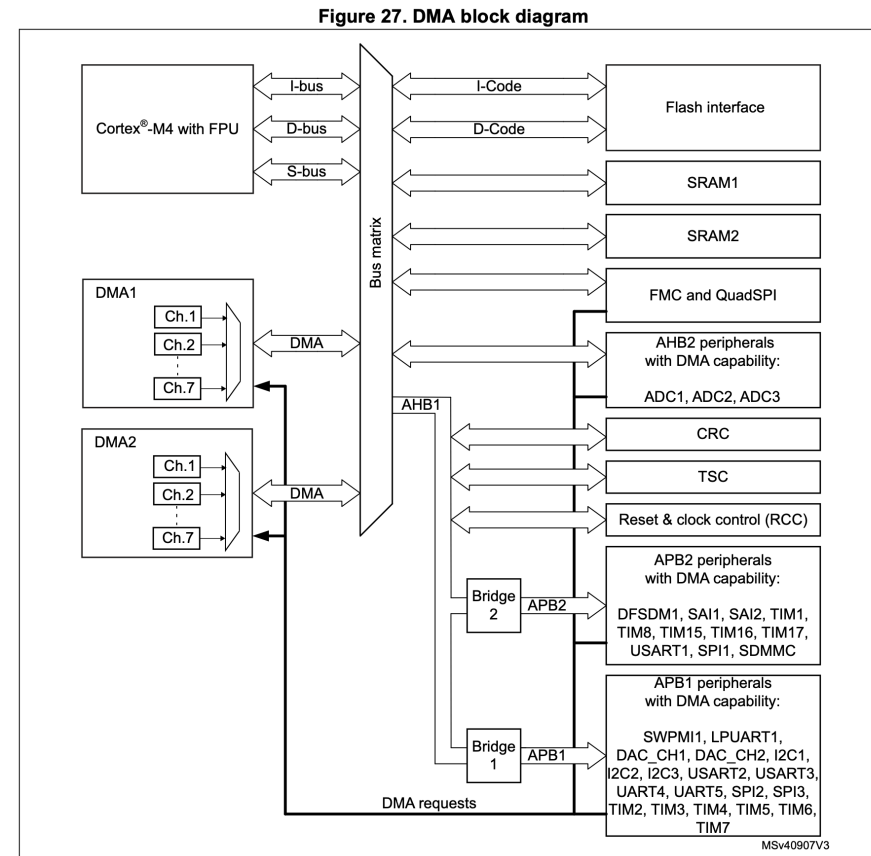 Figure 27. DMA block diagram
Cortex®-M4 with FPU
I-bus
D-bus
S-bus
Bus matrix
I-Code
D-Code
Flash interface
SRAM1
SRAM2
FMC and QuadSPI
DMA1
Ch.1
Ch.2
Ch.7
DMA
AHB2 peripherals
with DMA capability:
ADC1, ADC2, ADC3
AHB1
CRC
DMA2
Ch.1
Ch.2
Ch.7
DMA
TSC
Reset & clock control (RCC)
Bridge
2
APB2
APB2 peripherals
with DMA capability:
DFSDM1, SAI1, SAI2, TIM1,
TIM8, TIM15, TIM16, TIM17,
USART1, SPI1, SDMMC
Bridge
1
APB1
APB1 peripherals
with DMA capability:
SWPMI1, LPUART1,
DAC_CH1, DAC_CH2, I2C1,
I2C2, I2C3, USART2, USART3,
UART4, UART5, SPI2, SPI3,
TIM2, TIM3, TIM4, TIM5, TIM6,
TIM7
DMA requests
MSv40907V3